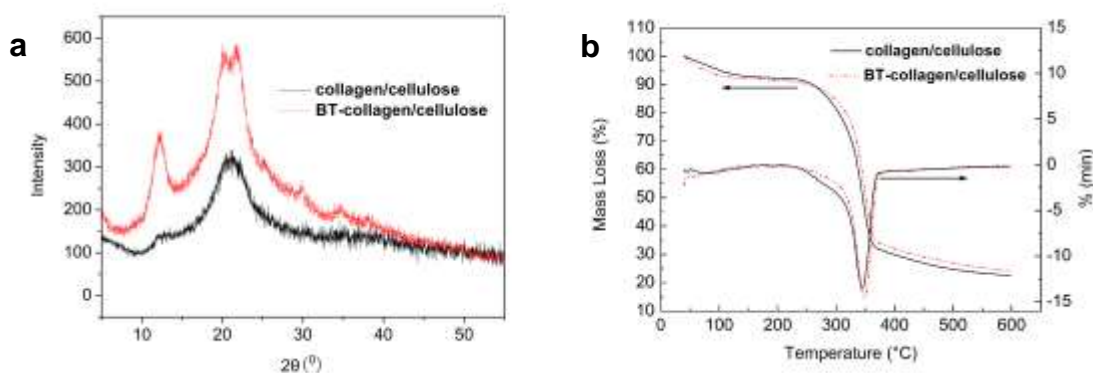 a
600
500
400
300
200
100
0
Intensity
10 20 30 40 50
2θ (⁰)
collagen/cellulose
BT-collagen/cellulose
b
110
100
90
80
70
60
50
40
30
20
10
Mass Loss (%)
0 100 200 300 400 500 600
Temperature (°C)
15
10
5
0
-5
-10
-15
% (min)
collagen/cellulose
BT-collagen/cellulose